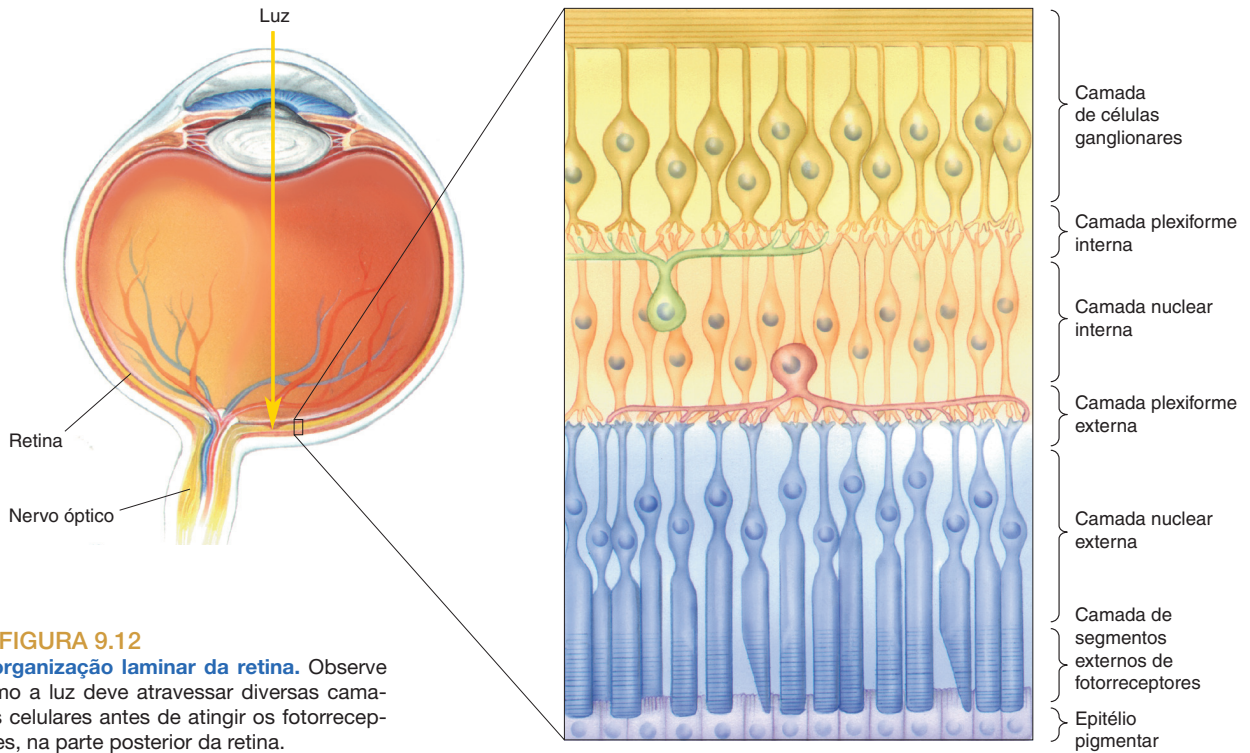 Luz
Retina
Nervo óptico
Camada
de células
ganglionares
Camada plexiforme
interna
Camada nuclear
interna
Camada plexiforme
externa
Camada nuclear
externa
Camada de
segmentos
externos de
fotorreceptores
Epitélio
pigmentar
FIGURA 9.12
organização laminar da retina. Observe
mo a luz deve atravessar diversas cama-
s celulares antes de atingir os fotorrecep-
es, na parte posterior da retina.